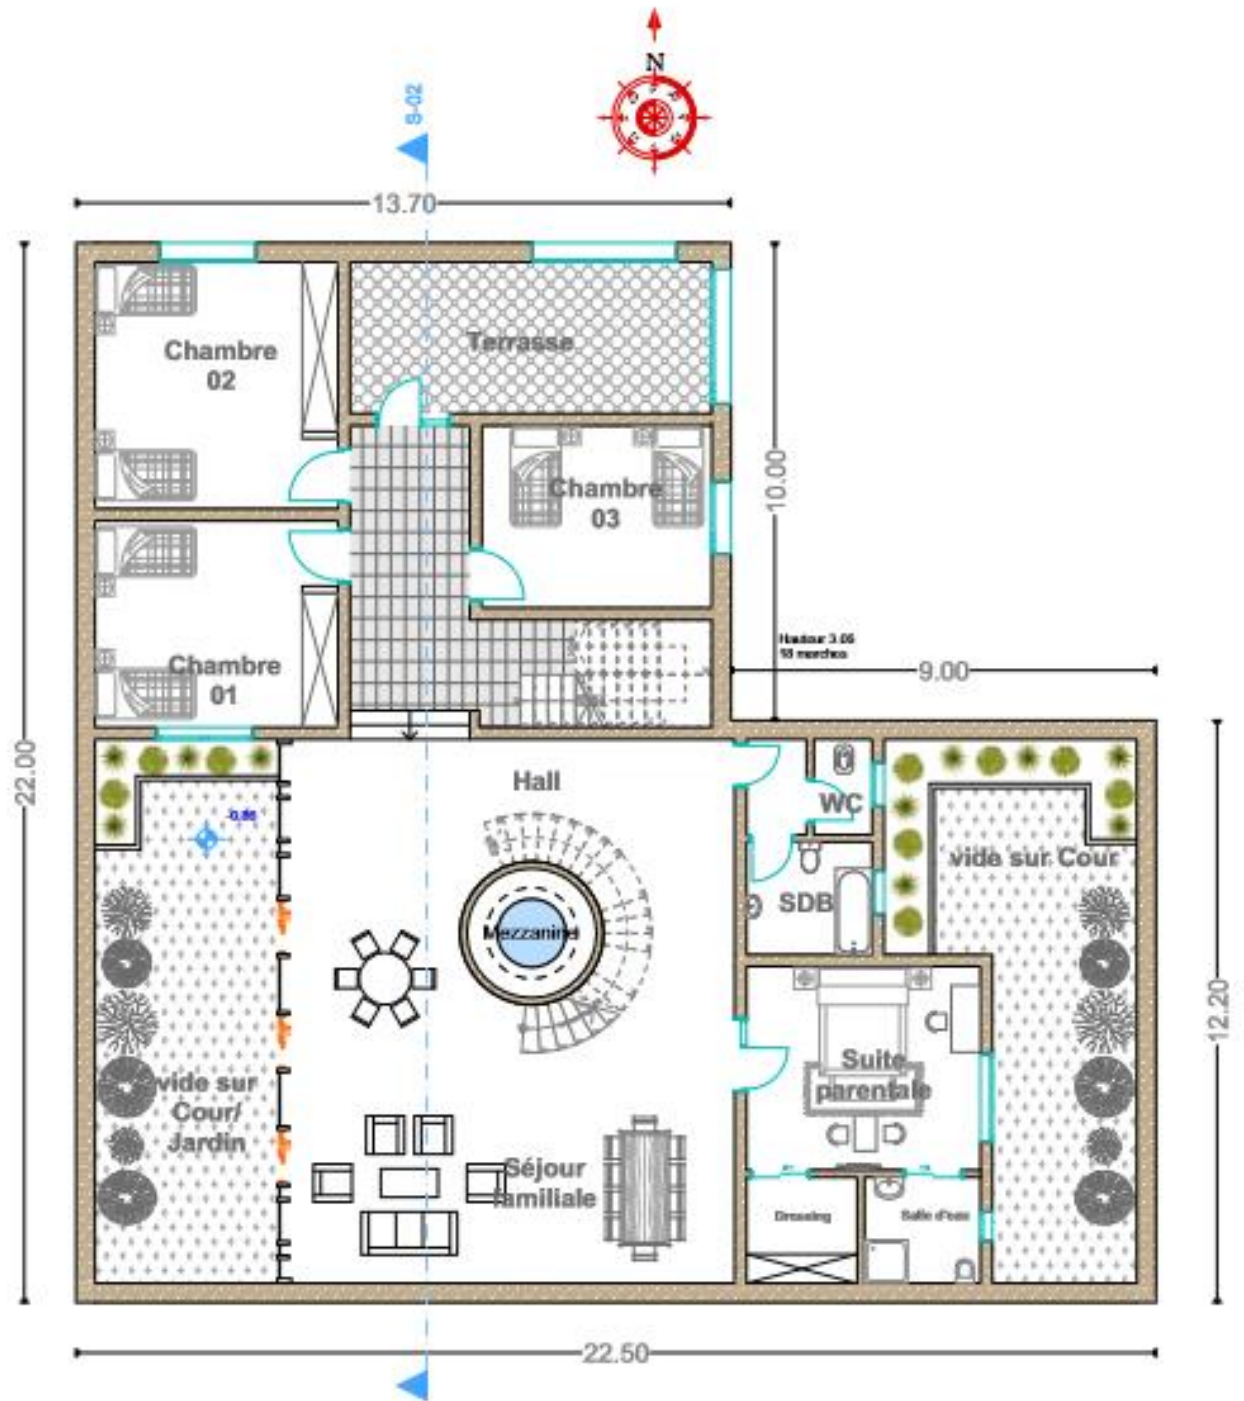 N
S-02
13.70
Chambre
02
Terrasse
10.00
Chambre
03
Hauteur 3.06
18 marches
9.00
Chambre
01
22.00
Hall
WC
-0.86
vide sur Cour
SDB
Mezzanine
12.20
Suite
parentale
vide sur
Cour/
Jardin
Séjour
familiale
Dressing
Salle d'eau
22.50